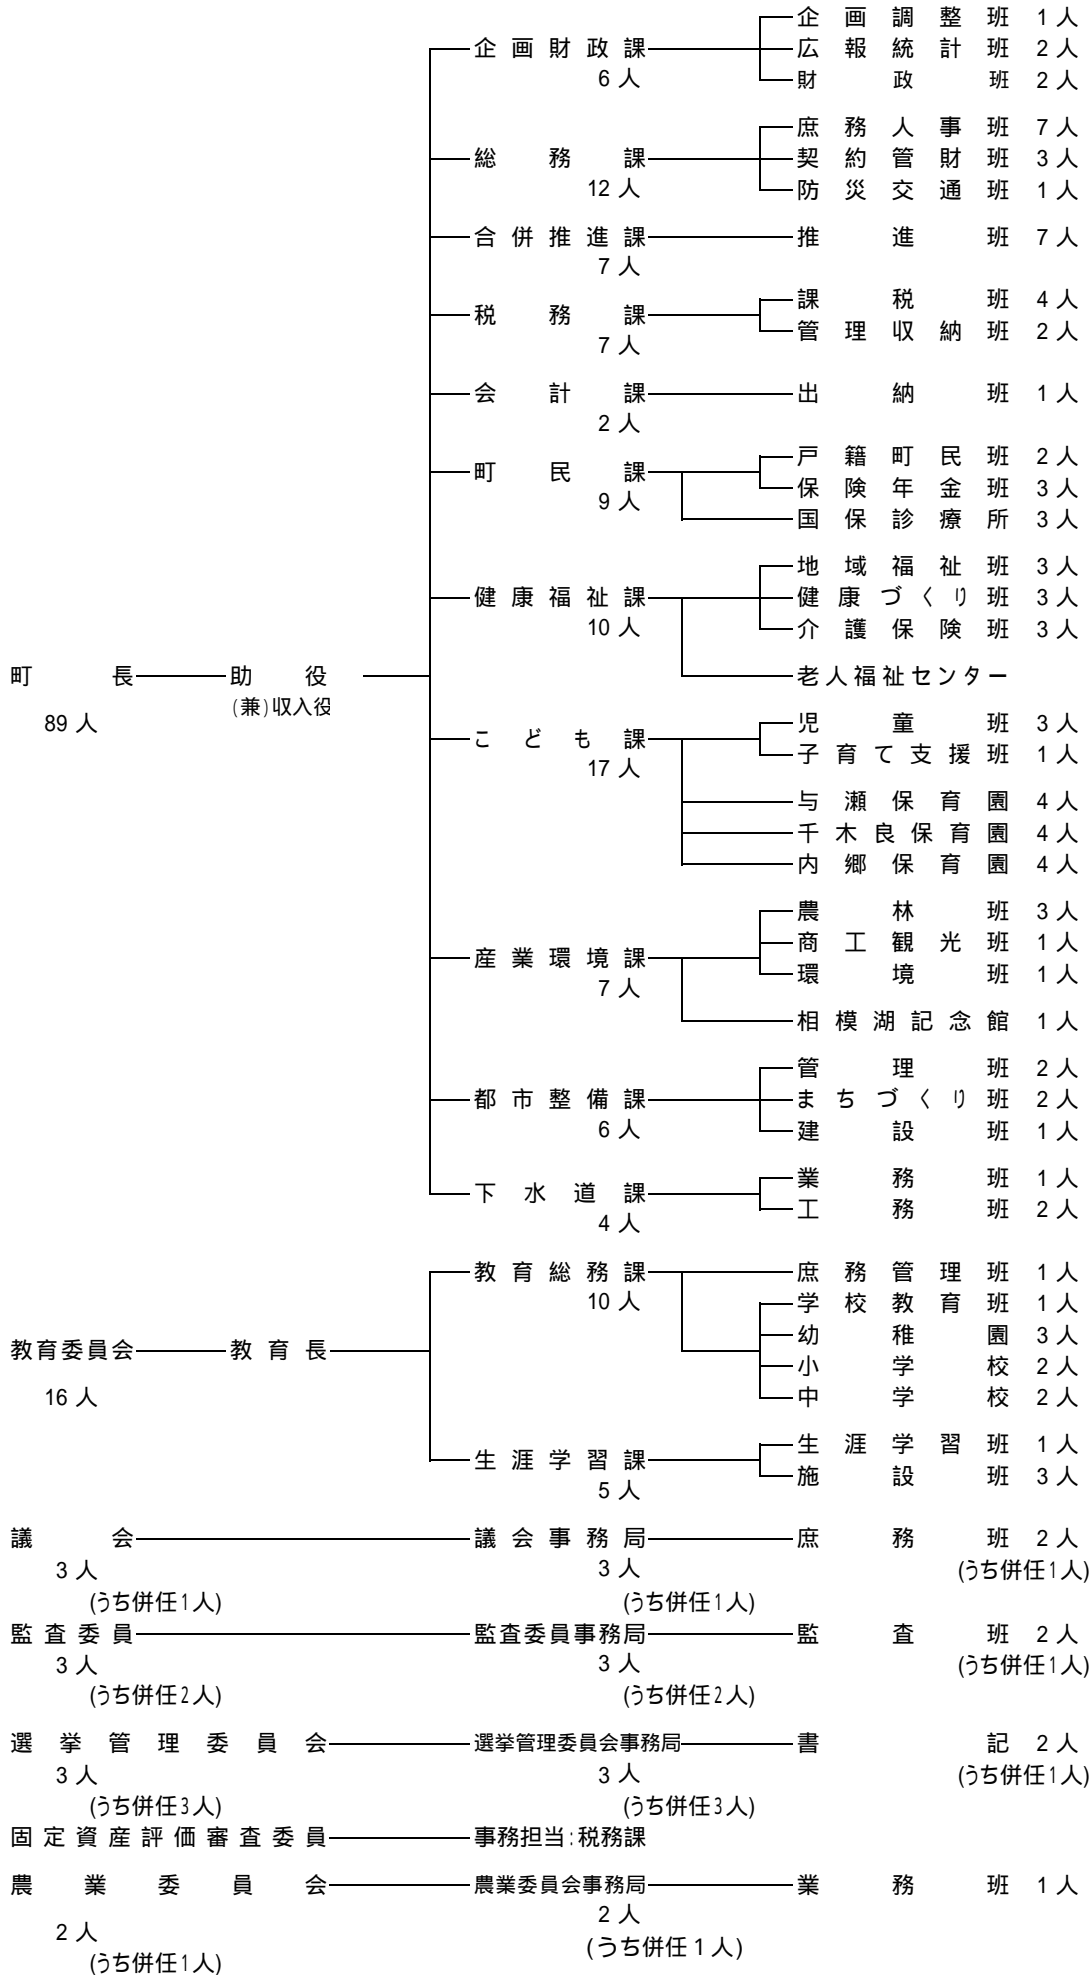 企画調整班 1人
企画財政課 広報統計班 2人
6人 財政班 2人
庶務人事班 7人
総務課 契約管財班 3人
12人 防災交通班 1人
合併推進課 推進班 7人
7人
課税班 4人
税務課
管理収納班 2人
7人
会計課 出納班 1人
2人
戸籍町民班 2人
町民課
保険年金班 3人
9人
国保診療所 3人
地域福祉班 3人
健康福祉課 健康づくり班 3人
10人 介護保険班 3人
町長 助役 老人福祉センター
(兼)収入役
89人
児童班 3人
こども課
子育て支援班 1人
17人
与瀬保育園 4人
千木良保育園 4人
内郷保育園 4人
農林班 3人
商工観光班 1人
産業環境課
環境班 1人
7人
相模湖記念館 1人
管理班 2人
都市整備課 まちづくり班 2人
6人 建設班 1人
業務班 1人
下水道課
工務班 2人
4人
教育総務課 庶務管理班 1人
10人 学校教育班 1人
幼稚園 3人
教育委員会 教育長
小学校 2人
16人 中学校 2人
生涯学習班 1人
生涯学習課
施設班 3人
5人
議会 議会事務局 庶務班 2人
3人 3人 (うち併任1人)
(うち併任1人) (うち併任1人)
監査委員 監査委員事務局 監査班 2人
3人 3人 (うち併任1人)
(うち併任2人) (うち併任2人)
選挙管理委員会 選挙管理委員会事務局 書記 2人
3人 3人 (うち併任1人)
(うち併任3人) (うち併任3人)
固定資産評価審査委員 事務担当:税務課
農業委員会 農業委員会事務局 業務班 1人
2人 2人
(うち併任1人) (うち併任1人)